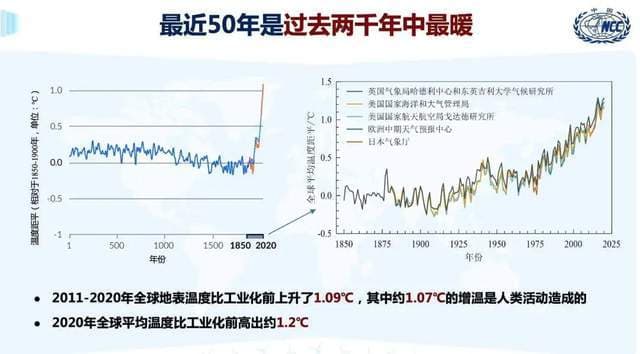 最近50年是过去两千年中最暖
中国
NCC
温度距平（相对于1850-1900年，单位：℃）
1.0
0.5
0.0
-0.5
-1
1
500
1000
1500
1850
2020
年份
全球平均温度距平/℃
1.5
1.0
0.5
0.0
-0.5
英国气象局哈德利中心和东英吉利大学气候研究所
美国国家海洋和大气管理局
美国国家航天航空局戈达德研究所
欧洲中期天气预报中心
日本气象厅
1850
1875
1900
1925
1950
1975
2000
2025
年份
• 2011-2020年全球地表温度比工业化前上升了1.09℃，其中约1.07℃的增温是人类活动造成的
• 2020年全球平均温度比工业化前高出约1.2℃